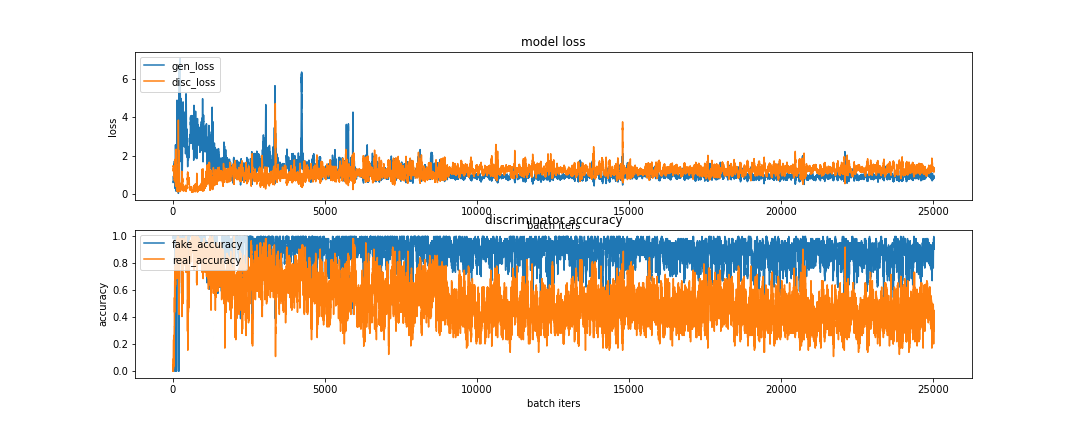 model loss
gen_loss
disc_loss
loss
6
4
2
0
0 5000 10000 15000 20000 25000
batch iters
discriminator accuracy
fake_accuracy
real_accuracy
accuracy
1.0
0.8
0.6
0.4
0.2
0.0
0 5000 10000 15000 20000 25000
batch iters